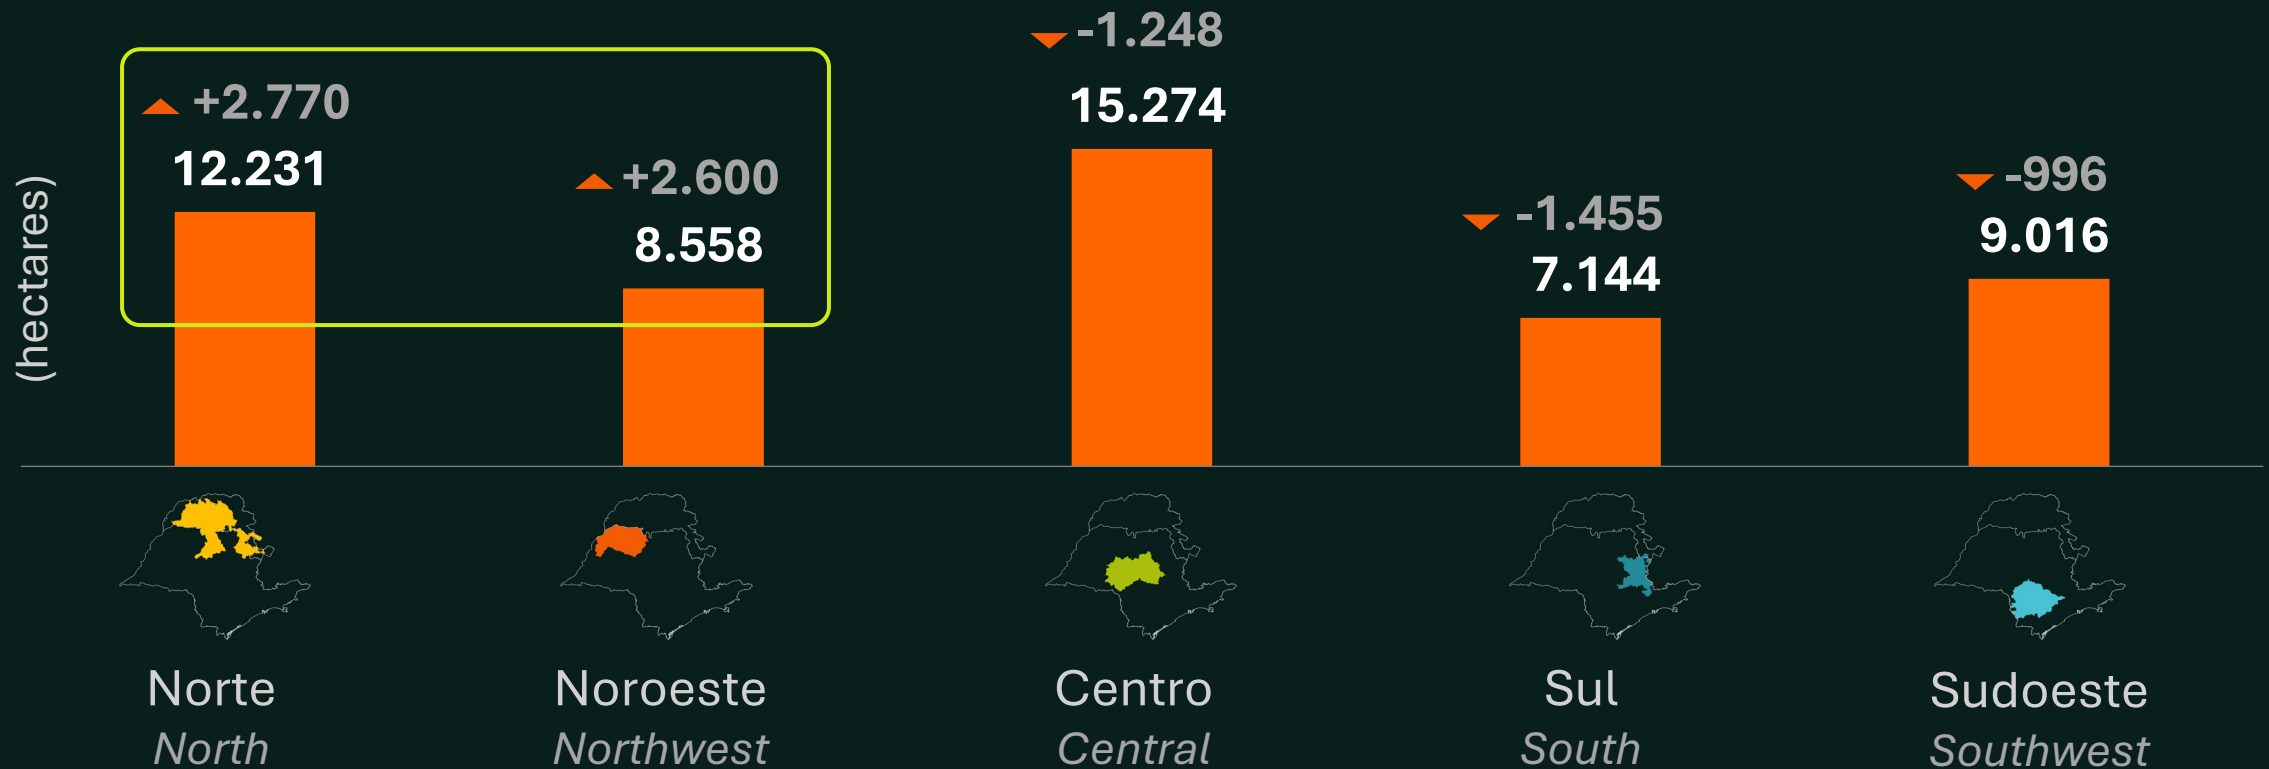 (hectares)
+2.770
12.231
+2.600
8.558
-1.248
15.274
-1.455
7.144
-996
9.016
Norte
North
Noroeste
Northwest
Centro
Central
Sul
South
Sudoeste
Southwest